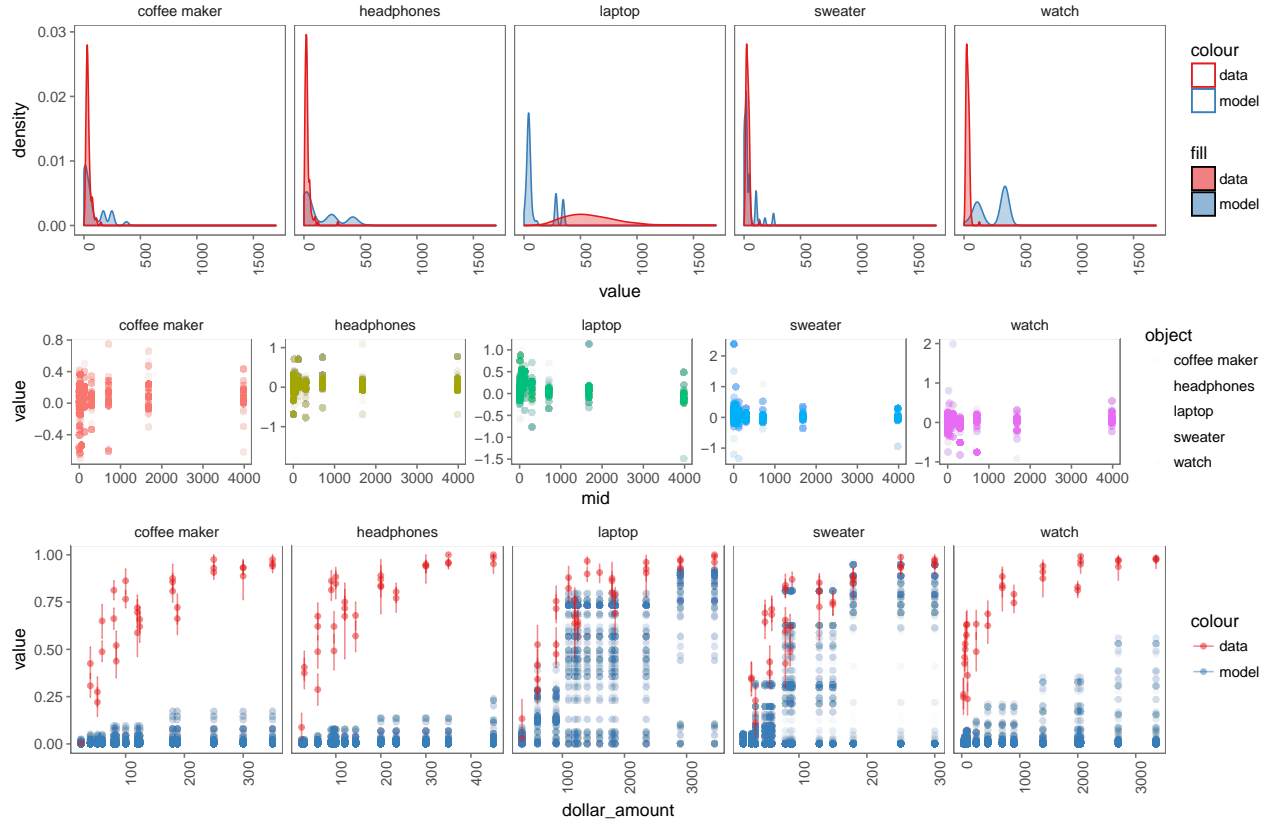 coffee maker headphones laptop sweater watch
0.03
0.02
0.01
0.00
density
0 500 1000 1500 0 500 1000 1500 0 500 1000 1500 0 500 1000 1500 0 500 1000 1500
value
colour
data
model
fill
data
model
coffee maker headphones laptop sweater watch
0.8
0.4
0.0
−0.4
1
0
−1
1.0
0.5
0.0
−0.5
−1.0
−1.5
2
1
0
−1
2
1
0
−1
value
0 1000 2000 3000 4000 0 1000 2000 3000 4000 0 1000 2000 3000 4000 0 1000 2000 3000 4000 0 1000 2000 3000 4000
mid
object
coffee maker
headphones
laptop
sweater
watch
coffee maker headphones laptop sweater watch
1.00
0.75
0.50
0.25
0.00
value
100 200 300 100 200 300 400 1000 2000 3000 100 200 300 0 1000 2000 3000
dollar_amount
colour
data
model